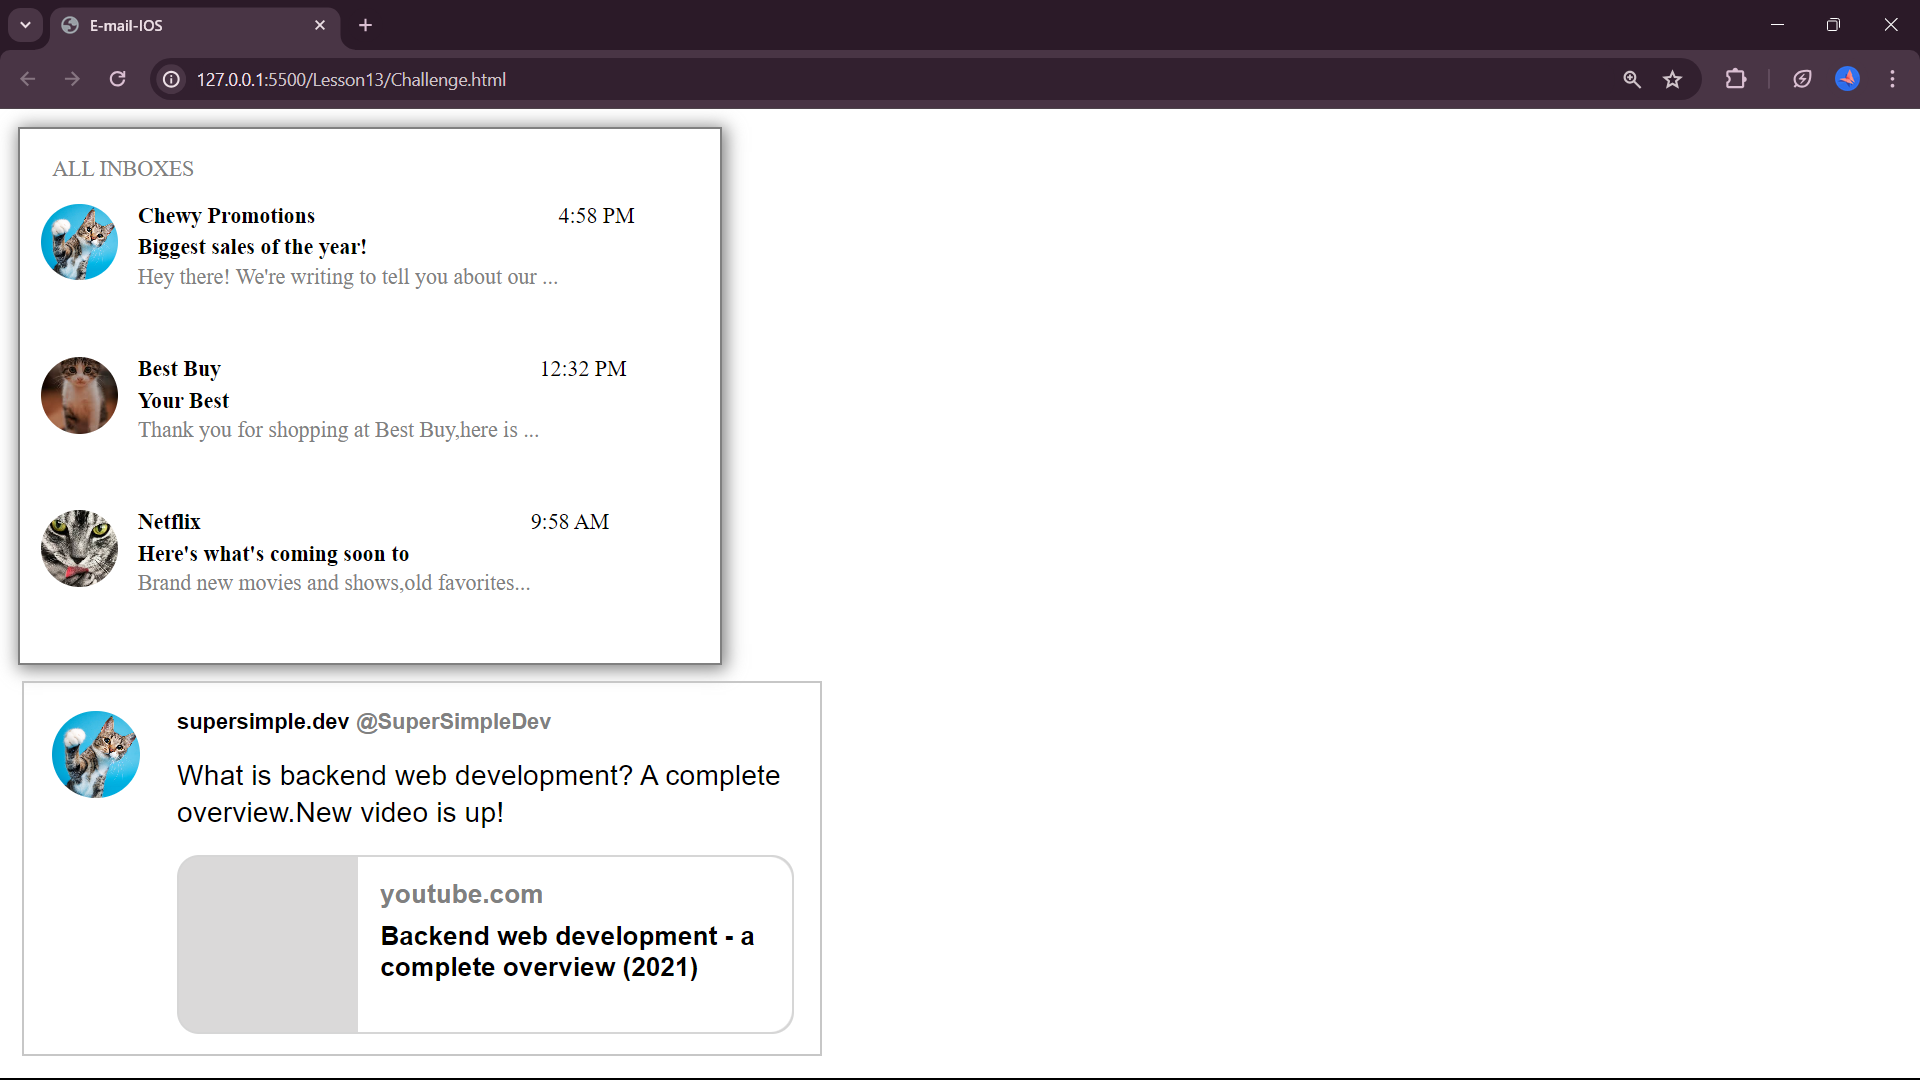 E-mail-IOS
127.0.0.1:5500/Lesson13/Challenge.html
ALL INBOXES
Chewy Promotions 4:58 PM
Biggest sales of the year!
Hey there! We're writing to tell you about our ...
Best Buy 12:32 PM
Your Best
Thank you for shopping at Best Buy,here is ...
Netflix 9:58 AM
Here's what's coming soon to
Brand new movies and shows,old favorites...
supersimple.dev @SuperSimpleDev
What is backend web development? A complete
overview.New video is up!
youtube.com
Backend web development - a
complete overview (2021)